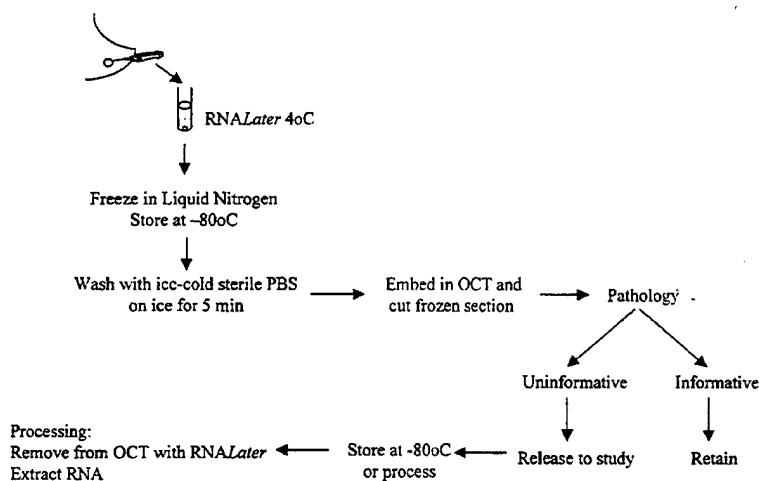 RNALater 4oC
Freeze in Liquid Nitrogen
Store at –80oC
Wash with icc-cold sterile PBS
on ice for 5 min
Embed in OCT and
cut frozen section
Pathology
Uninformative
Informative
Release to study
Retain
Store at -80oC
or process
Processing:
Remove from OCT with RNALater
Extract RNA